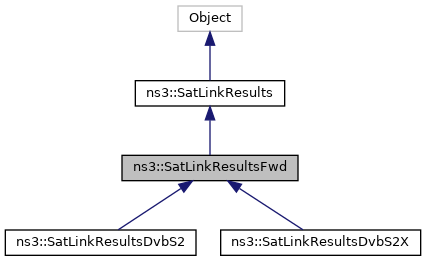 Object
ns3::SatLinkResults
ns3::SatLinkResultsFwd
ns3::SatLinkResultsDvbS2
ns3::SatLinkResultsDvbS2X